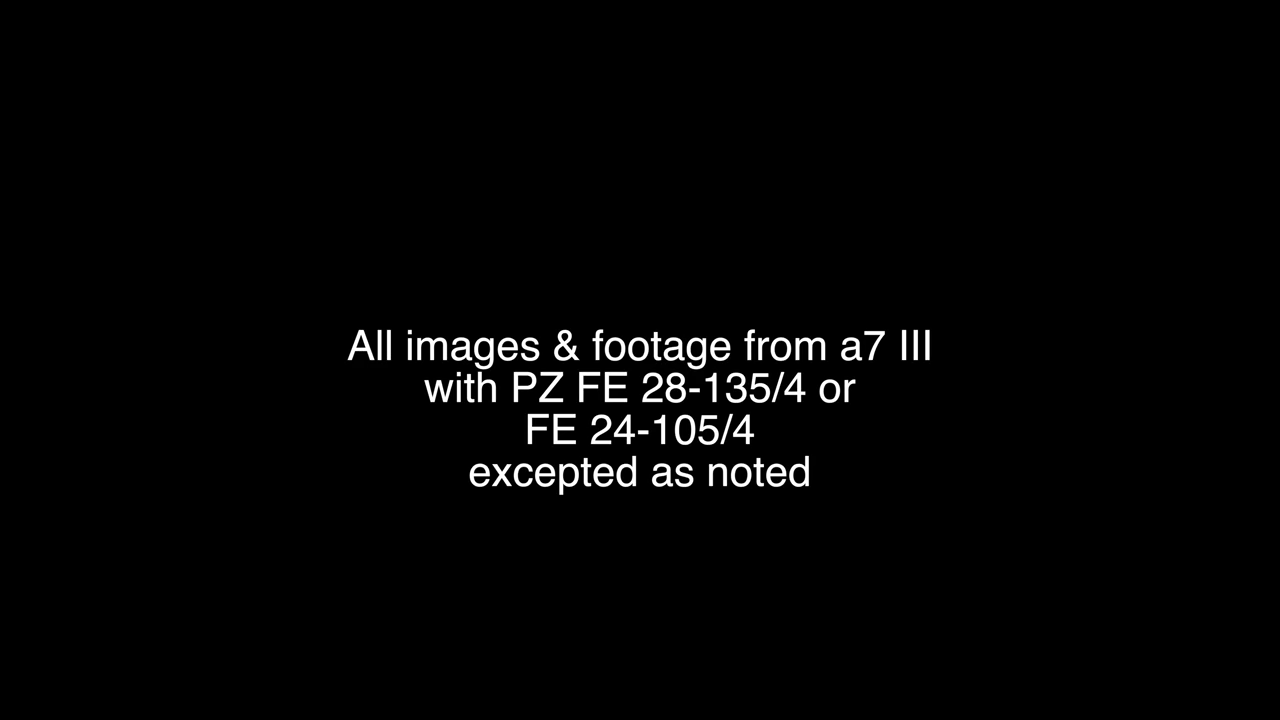 All images & footage from a7 III
with PZ FE 28-135/4 or
FE 24-105/4
excepted as noted